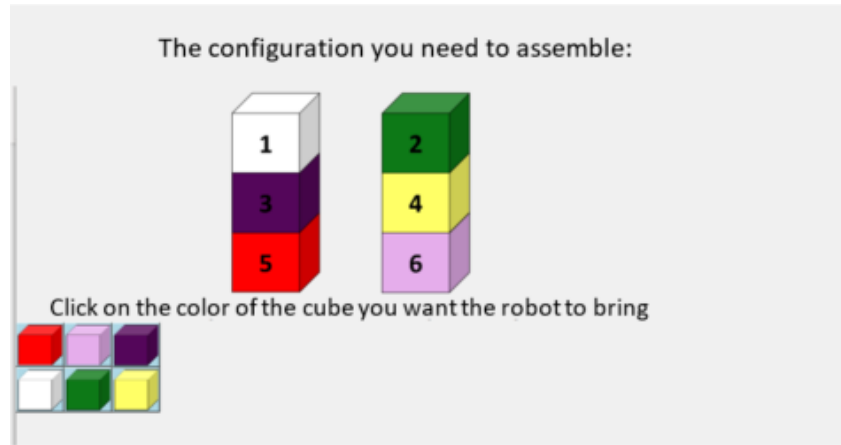 The configuration you need to assemble:
1 2
3 4
5 6
Click on the color of the cube you want the robot to bring